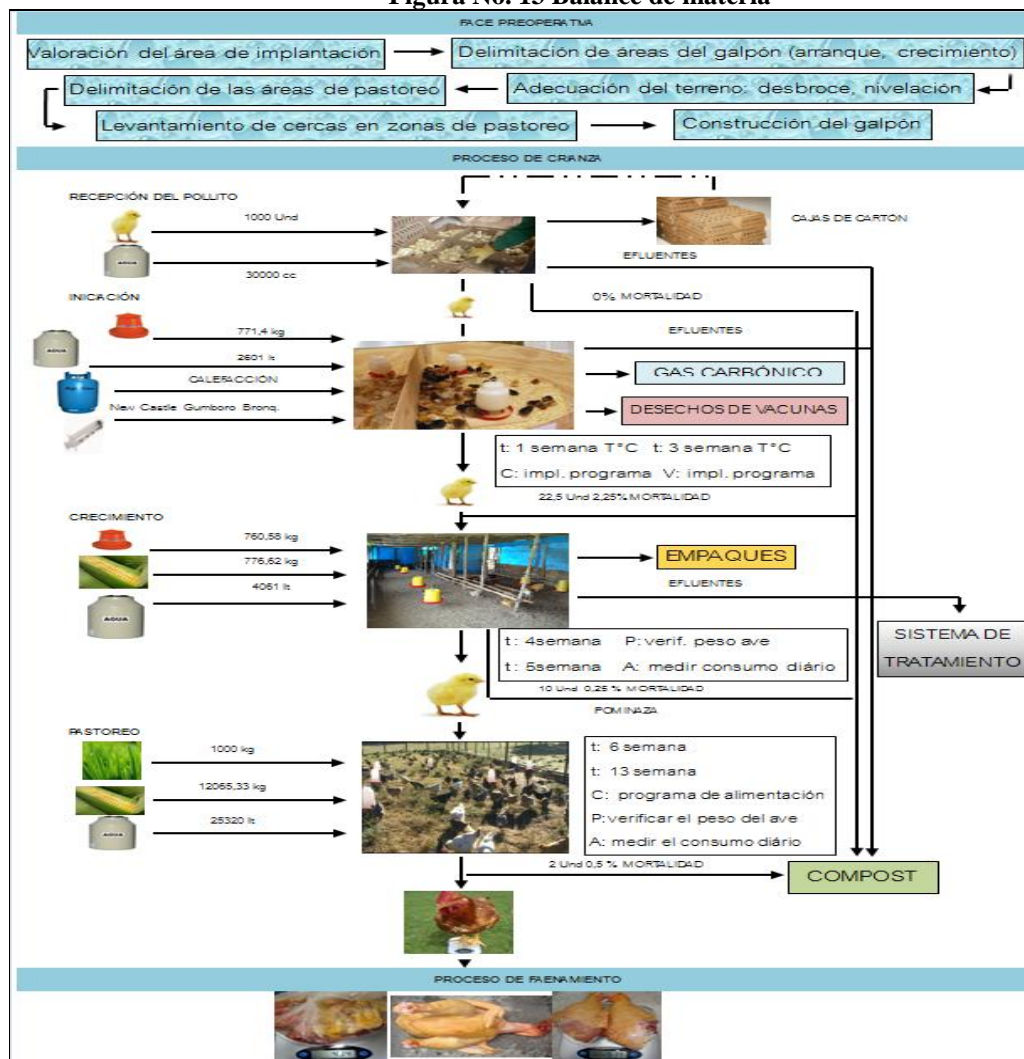 Figura No. 13 Balance de materia
FACE PREOPERATIVA
Valoración del área de implantación
Delimitación de áreas del galpón (arranque, crecimiento)
Delimitación de las áreas de pastoreo
Adecuación del terreno: desbroce, nivelación
Levantamiento de cercas en zonas de pastoreo
Construcción del galpón
PROCESO DE CRIANZA
RECEPCIÓN DEL POLLITO
1000 Und
CAJAS DE CARTÓN
AGUA
30000 cc
EFLUENTES
0% MORTALIDAD
INICACIÓN
771,4 kg
EFLUENTES
AGUA
2601 lt
GAS CARBÓNICO
CALEFACCIÓN
New Castle Gumboro Bronq.
DESECHOS DE VACUNAS
t: 1 semana T°C t: 3 semana T°C
C: impl. programa V: impl. programa
22,5 Und 2,25% MORTALIDAD
CRECIMIENTO
760,58 kg
776,62 kg
EMPAQUES
4061 lt
EFLUENTES
AGUA
SISTEMA DE
TRATAMIENTO
t: 4semana P: verif. peso ave
t: 5semana A: medir consumo diário
10 Und 0,25 % MORTALIDAD
POMINAZA
PASTOREO
1000 kg
12065,33 kg
AGUA
25320 lt
t: 6 semana
t: 13 semana
C: programa de alimentación
P: verificar el peso del ave
A: medir el consumo diário
2 Und 0,5 % MORTALIDAD
COMPOST
PROCESO DE FAENAMIENTO